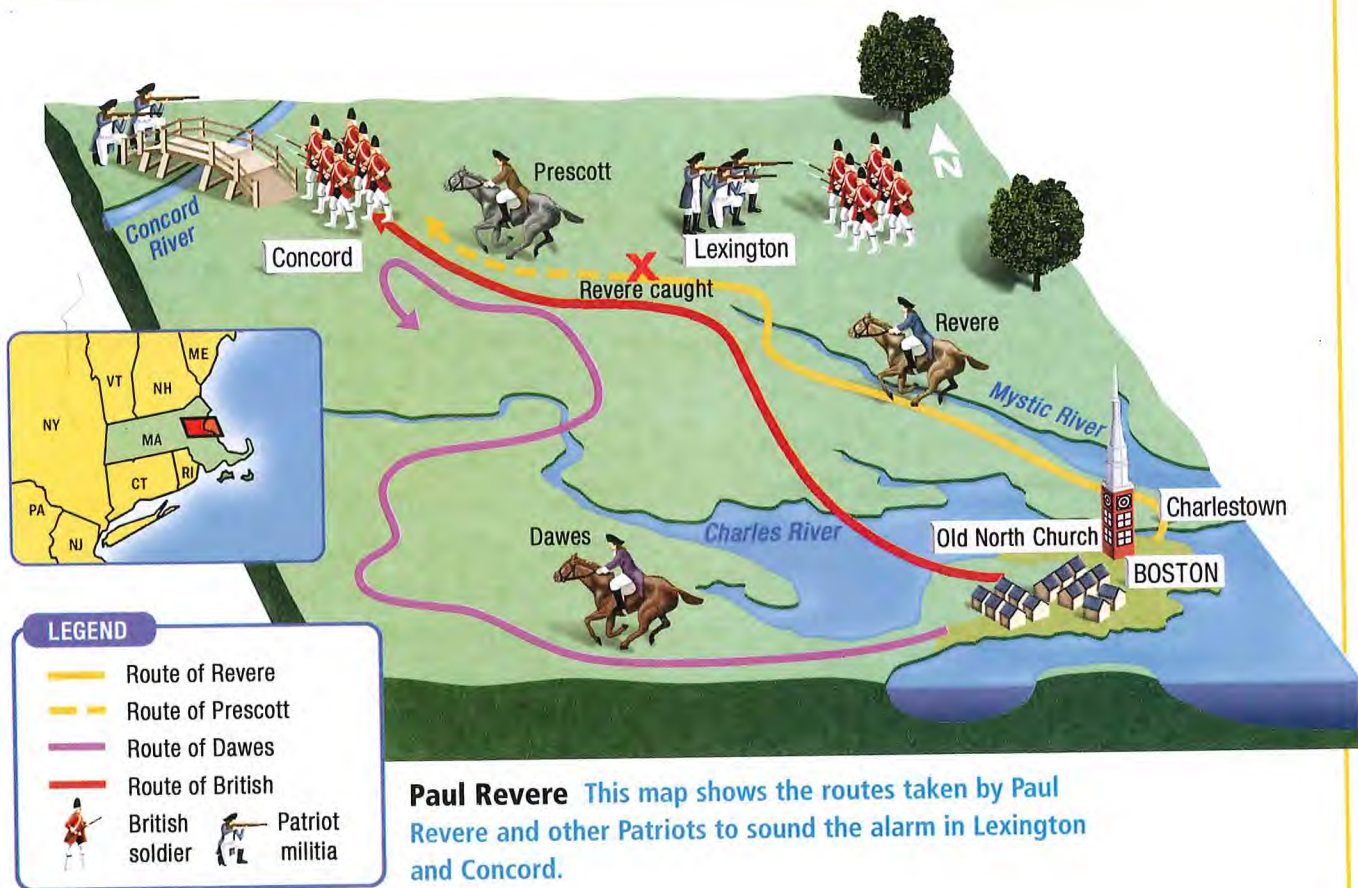 N
Prescott
Lexington
Concord
River
Concord
X
Revere caught
Revere
Mystic River
ME
VT
NH
NY
MA
CT
RI
PA
NJ
Charlestown
Old North Church
Charles River
Dawes
BOSTON
LEGEND
Route of Revere
Route of Prescott
Route of Dawes
Route of British
British
soldier
Patriot
militia
Paul Revere This map shows the routes taken by Paul
Revere and other Patriots to sound the alarm in Lexington
and Concord.